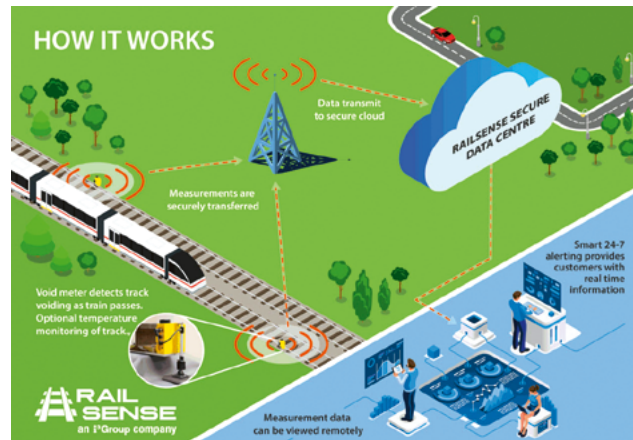 HOW IT WORKS
Data transmit
to secure cloud
RAILSENSE SECURE
DATA CENTRE
Measurements are
securely transferred
Smart 24-7
alerting provides
customers with
real time
information
Void meter detects track
voiding as train passes.
Optional temperature
monitoring of track.
RAIL
SENSE
an i³Group company
Measurement data
can be viewed remotely